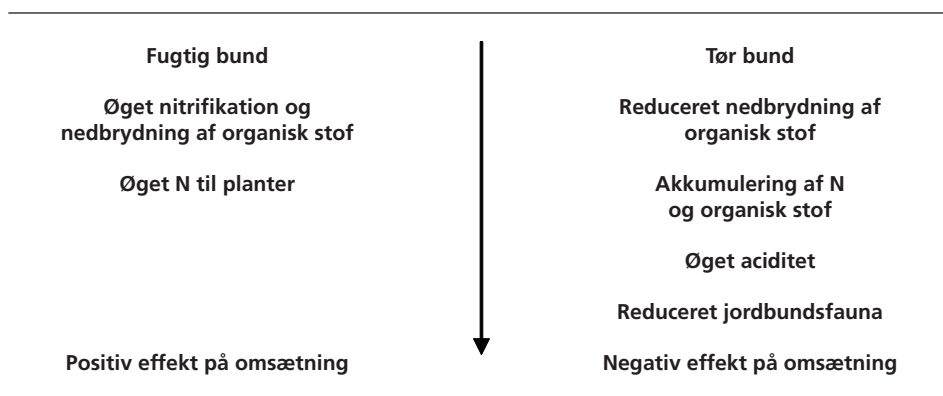 Fugtig bund
Øget nitrifikation og
nedbrydning af organisk stof
Øget N til planter
Positiv effekt på omsætning
Tør bund
Reduceret nedbrydning af
organisk stof
Akkumulering af N
og organisk stof
Øget aciditet
Reduceret jordbundsfauna
Negativ effekt på omsætning